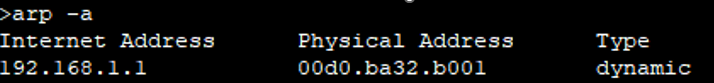 >arp -a
Internet Address Physical Address Type
192.168.1.1 00d0.ba32.b001 dynamic